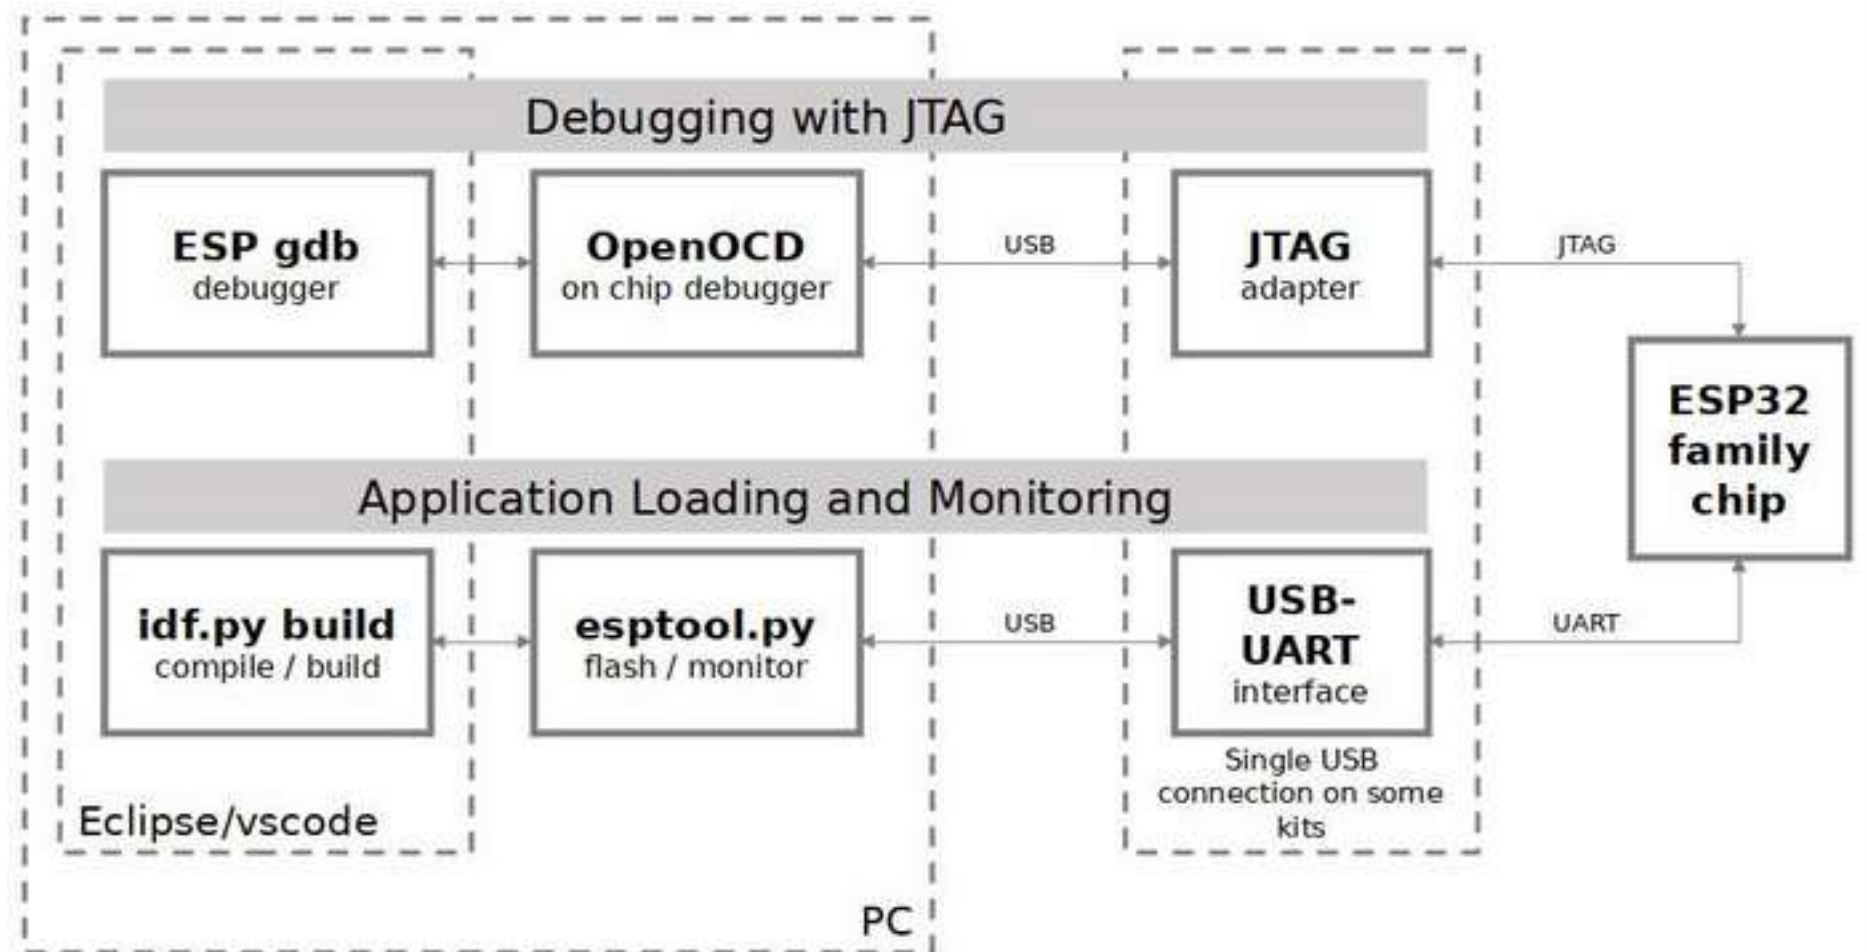 Debugging with JTAG
ESP gdb
debugger
OpenOCD
on chip debugger
USB
JTAG
adapter
JTAG
ESP32
family
chip
Application Loading and Monitoring
idf.py build
compile / build
esptool.py
flash / monitor
USB
USB-
UART
interface
UART
Single USB
connection on some
kits
Eclipse/vscode
PC